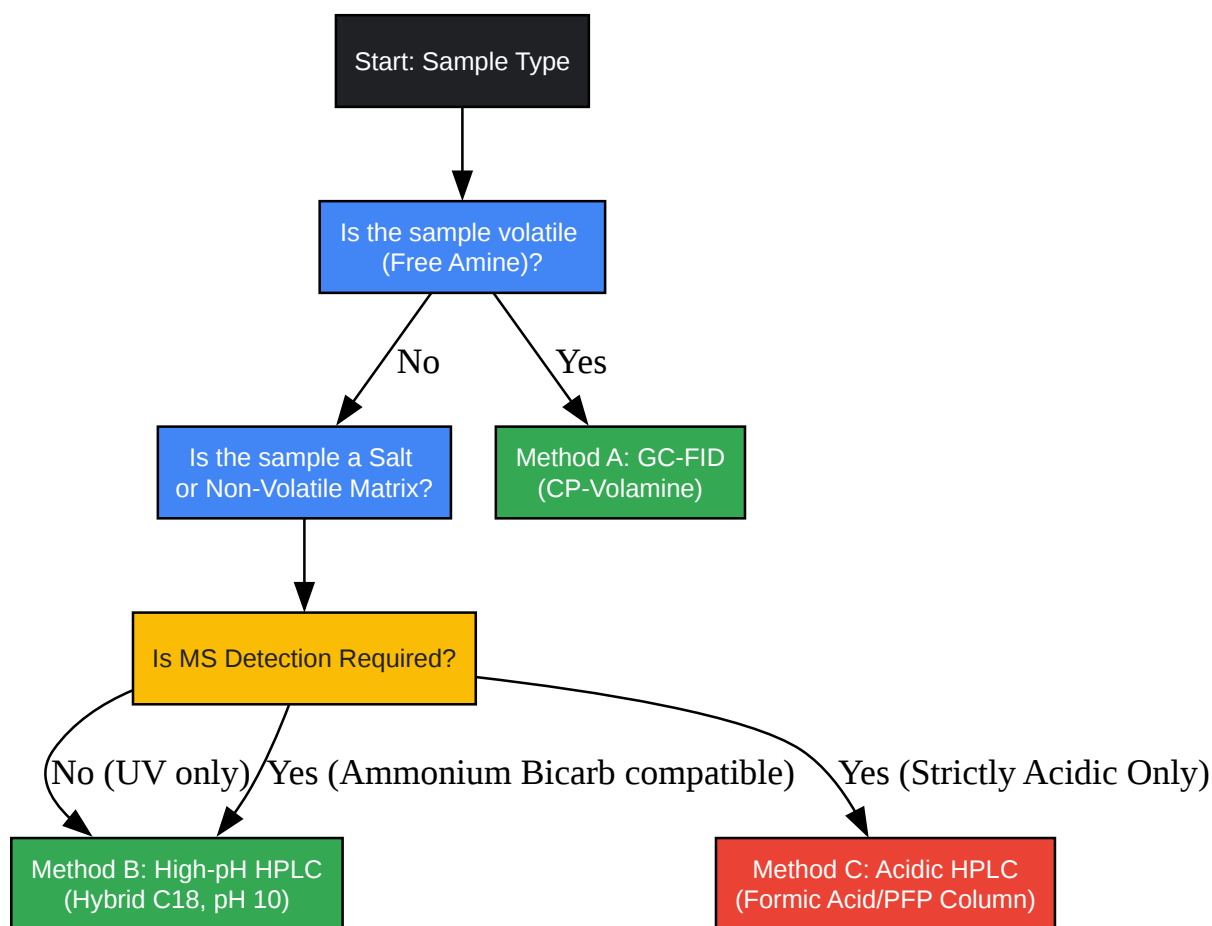 Start: Sample Type
Is the sample volatile
(Free Amine)?
No
Yes
Is the sample a Salt
or Non-Volatile Matrix?
Method A: GC-FID
(CP-Volamine)
Is MS Detection Required?
No (UV only)
Yes (Ammonium Bicarb compatible)
Yes (Strictly Acidic Only)
Method B: High-pH HPLC
(Hybrid C18, pH 10)
Method C: Acidic HPLC
(Formic Acid/PFP Column)